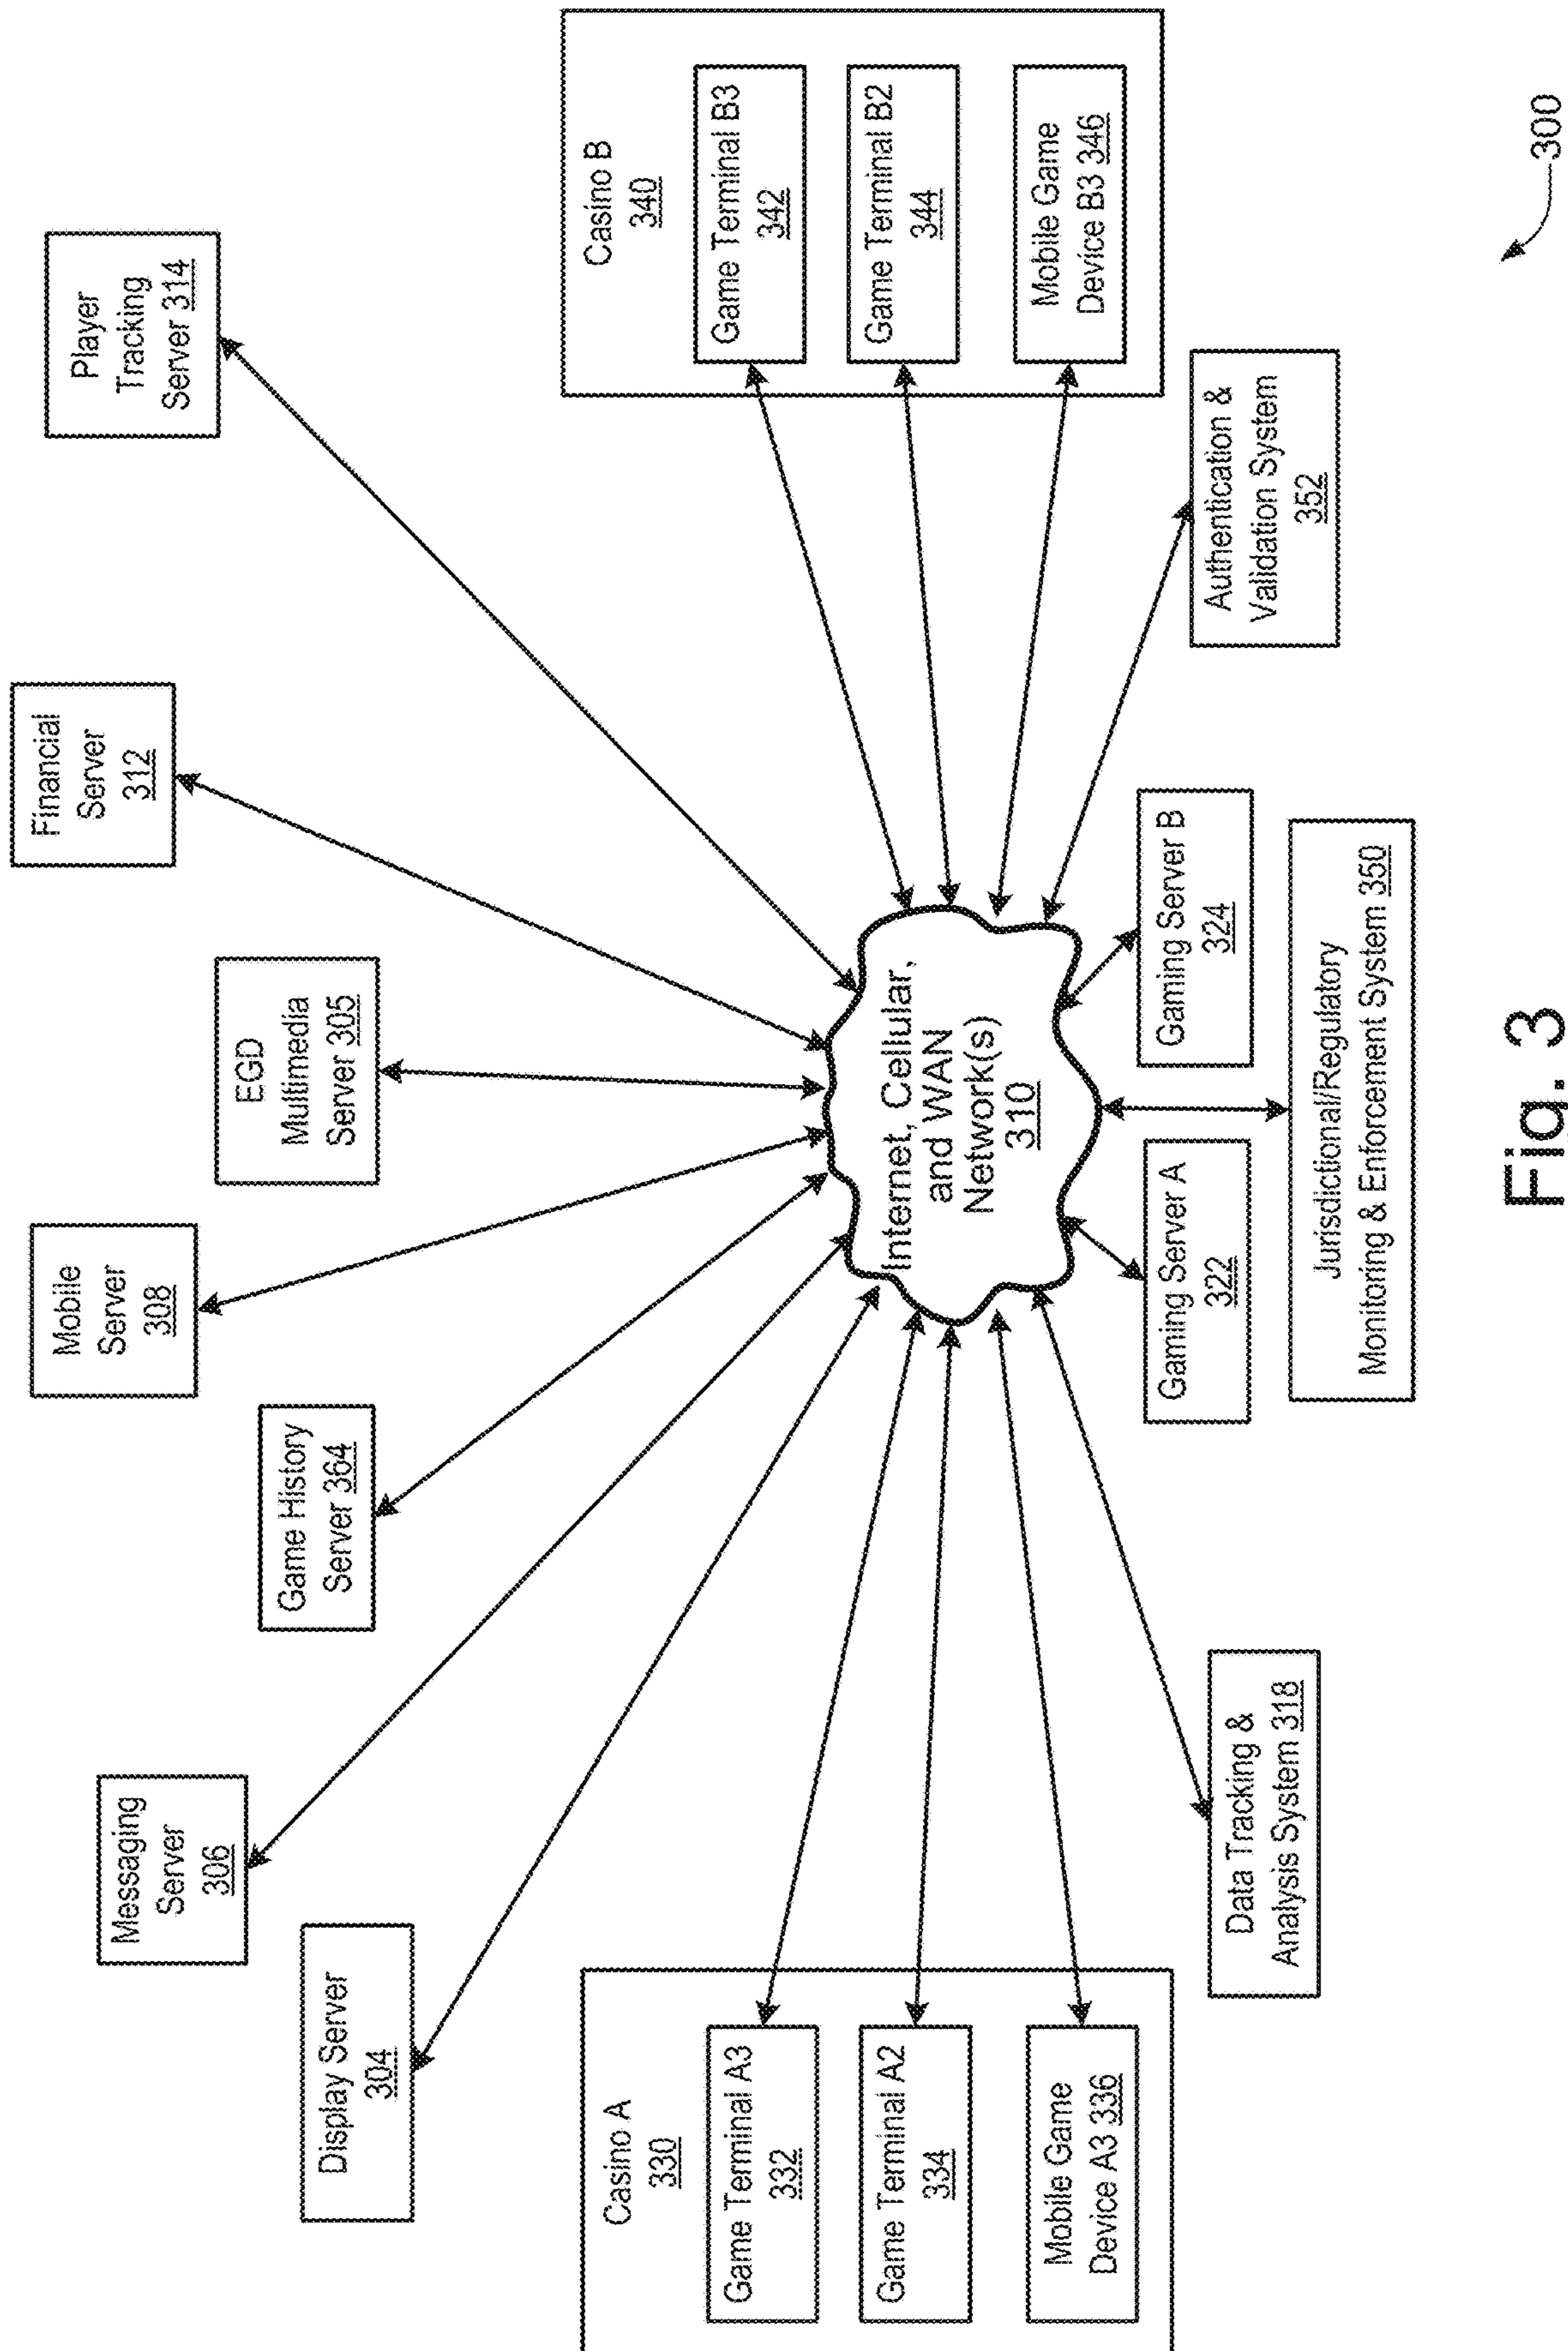 Financial
Server
312
Player
Tracking
Server 314
Mobile
Server
308
Messaging
Server
306
EGD
Multimedia
Server 305
Game History
Server 364
Display Server
304
Casino A
330
Game Terminal A3
332
Game Terminal A2
334
Mobile Game
Device A3 336
Internet, Cellular,
and WAN
Network(s)
310
Casino B
340
Game Terminal B3
342
Game Terminal B2
344
Mobile Game
Device B3 346
Gaming Server A
322
Gaming Server B
324
Authentication &
Validation System
352
Data Tracking &
Analysis System 318
Jurisdictional/Regulatory
Monitoring & Enforcement System 350
Fig. 3
300